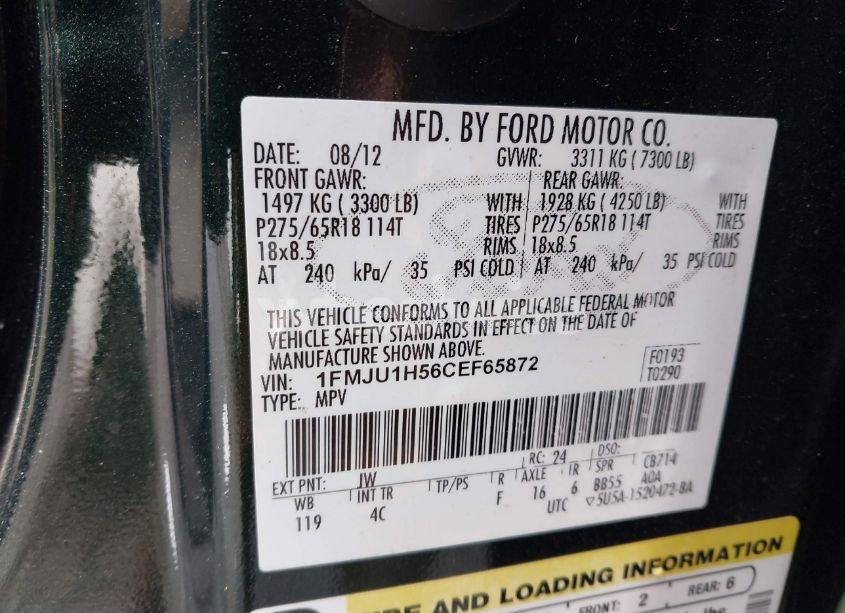 MFD. BY FORD MOTOR CO.
DATE: 08/12 GVWR: 3311 KG ( 7300 LB)
FRONT GAWR: REAR GAWR:
1497 KG ( 3300 LB) WITH 1928 KG ( 4250 LB) WITH
P275/65R18 114T TIRES P275/65R18 114T TIRES
18x8.5 RIMS 18x8.5 RIMS
AT 240 kPa/ 35 PSI COLD AT 240 kPa/ 35 PSI COLD
THIS VEHICLE CONFORMS TO ALL APPLICABLE FEDERAL MOTOR
VEHICLE SAFETY STANDARDS IN EFFECT ON THE DATE OF
MANUFACTURE SHOWN ABOVE.
VIN: 1FMJU1H56CEF65872 F0193
TYPE: MPV T0290
EXT PNT: JW RC: 24 DSO:
WB INT TR TP/PS R AXLE IR SPR CB714
119 4C F 16 6 BB55 AOA
UTC ▽5U5A-1520472-BA
AND LOADING INFORMATION
FRONT: 2 REAR: 6